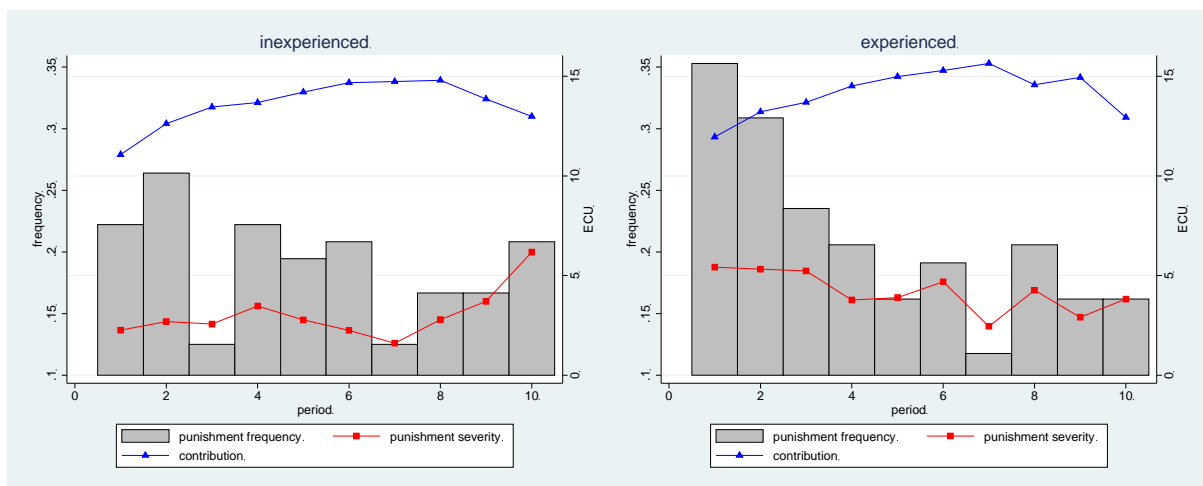 inexperienced.
frequency.
.1. .15. .2. .25. .3. .35.
0. 5. 10. 15.
ECU.
0 2 4 6 8 10.
period.
punishment frequency. punishment severity.
contribution.
experienced.
frequency.
.1. .15. .2. .25. .3. .35.
0. 5. 10. 15.
ECU.
0 2 4 6 8 10.
period.
punishment frequency. punishment severity.
contribution.